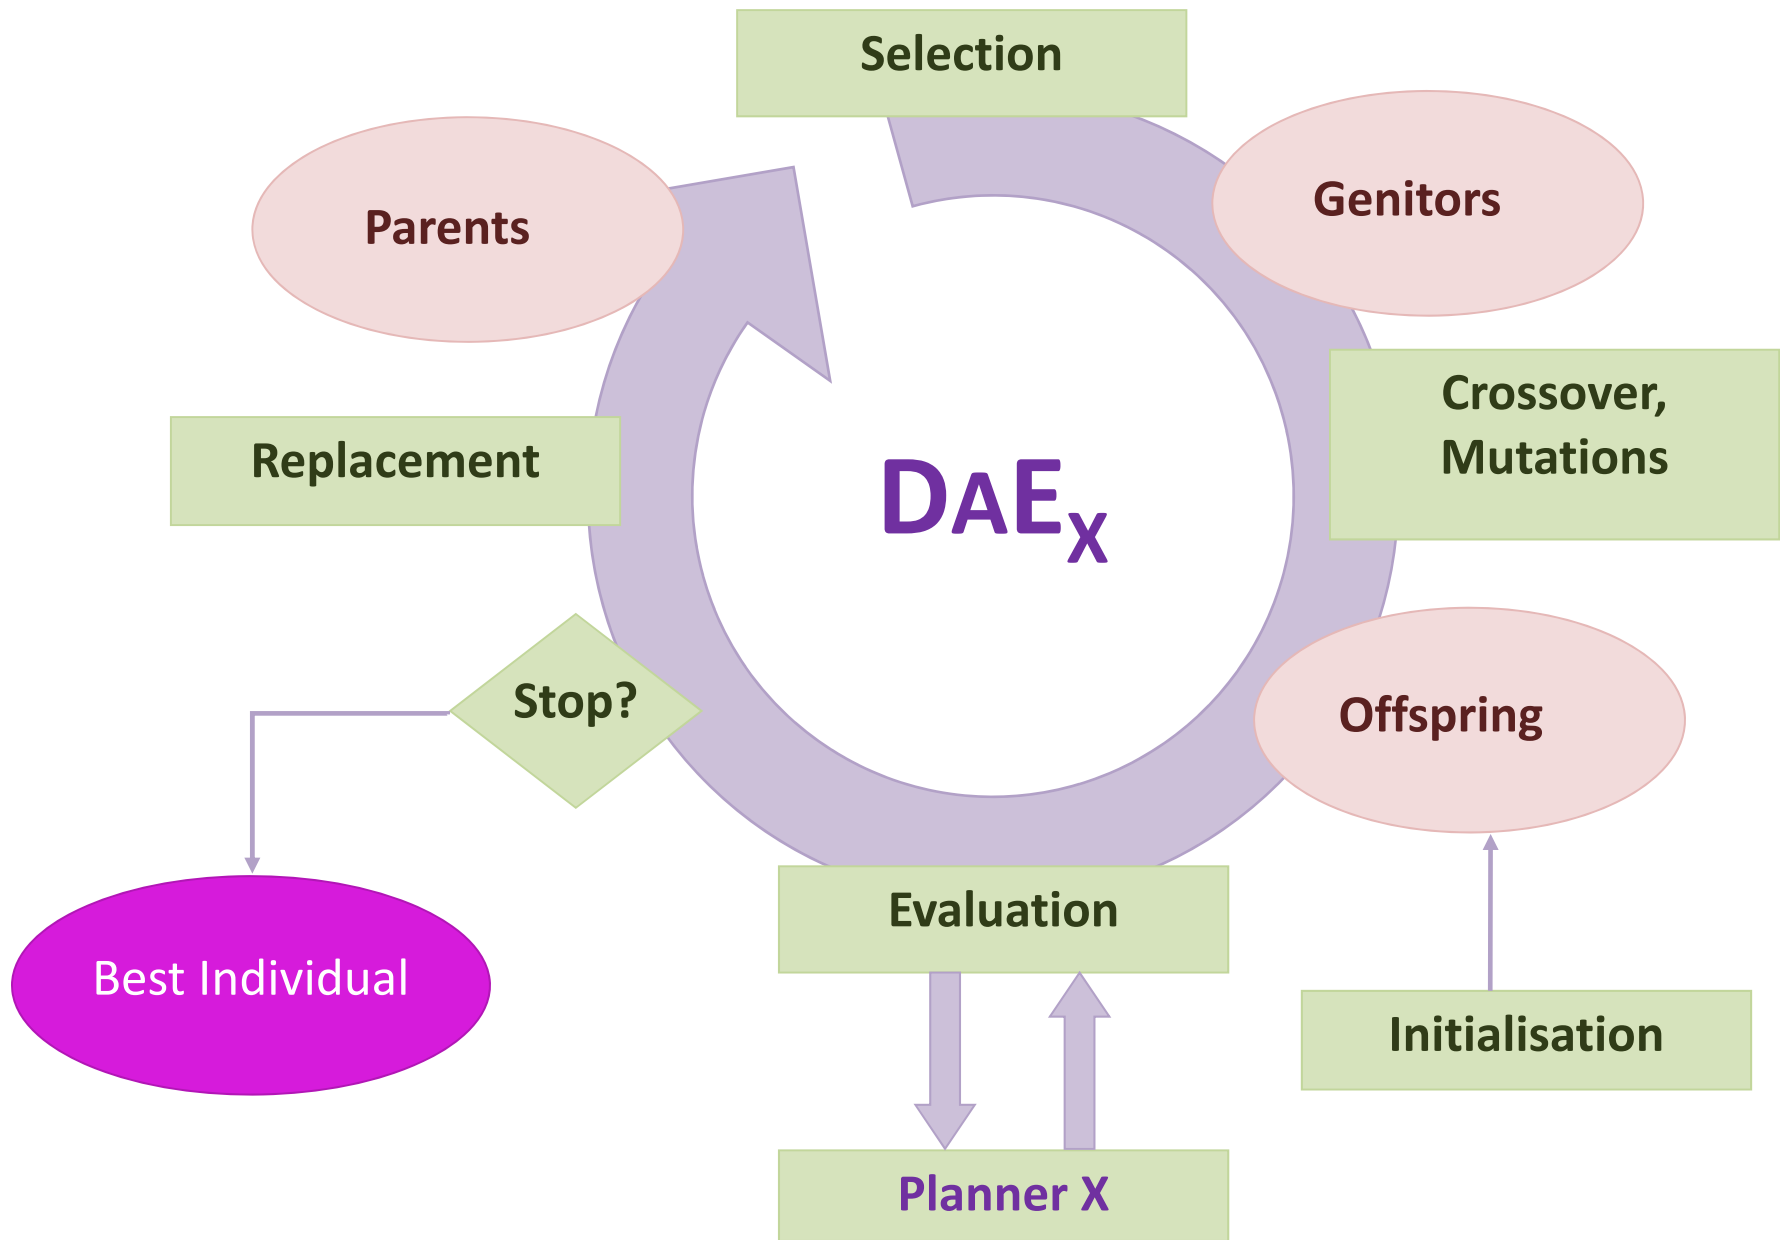 Selection
Parents
Genitors
Crossover,
Mutations
Replacement
DAEX
Stop?
Offspring
Evaluation
Best Individual
Initialisation
Planner X